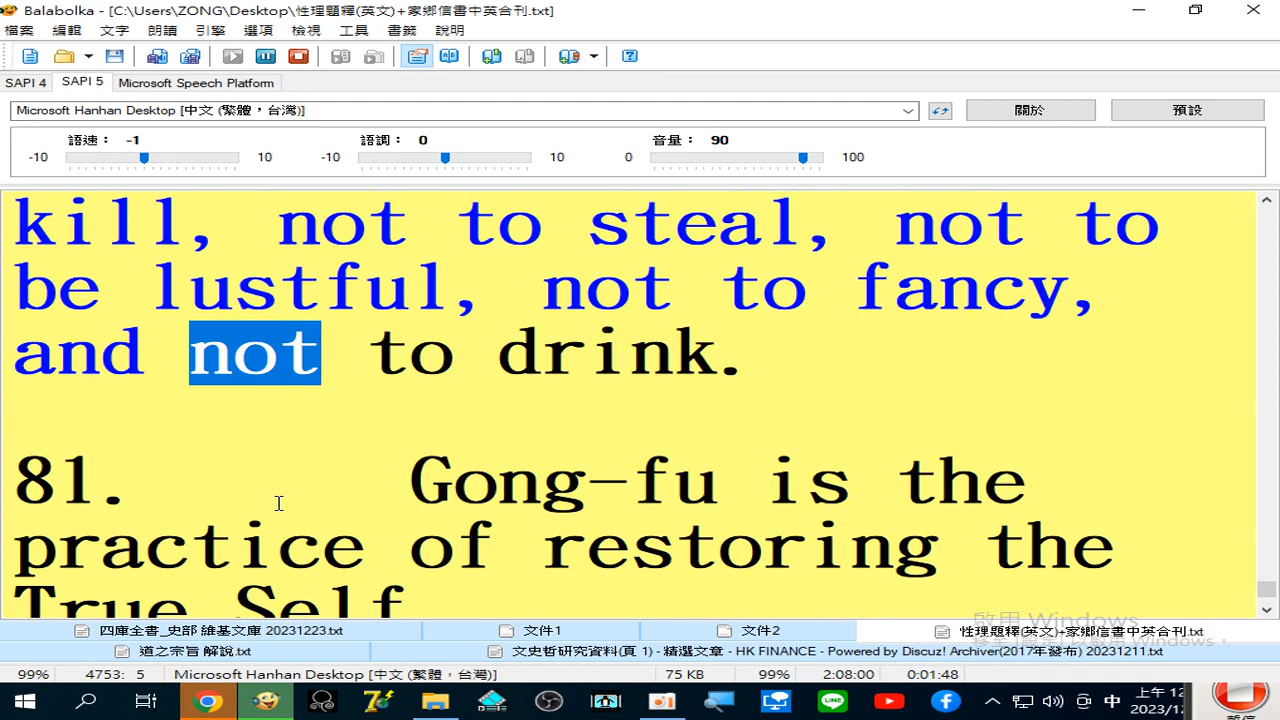 Balabolka - [C:\Users\ZONG\Desktop\性理題釋(英文)+家鄉信書中英合刊.txt]
檔案 編輯 文字 朗讀 引擎 選項 檢視 工具 書籤 說明
SAPI 4 SAPI 5 Microsoft Speech Platform
Microsoft Hanhan Desktop [中文 (繁體，台灣)] 關於 預設
語速： -1 語調： 0 音量： 90
-10 10 -10 10 0 100
kill, not to steal, not to
be lustful, not to fancy,
and not to drink.
81. Gong-fu is the
practice of restoring the
True Self
啟用 Windows
四庫全書_史部 維基文庫 20231223.txt 文件1 文件2 性理題釋(英文)+家鄉信書中英合刊.txt
道之宗旨 解說.txt 文史哲研究資料(頁 1) - 精選文章 - HK FINANCE - Powered by Discuz! Archiver(2017年發布) 20231211.txt
99% 4753: 5 Microsoft Hanhan Desktop [中文 (繁體，台灣)] 75 KB 99% 2:08:00 0:01:48
中 上午 12
2023/12